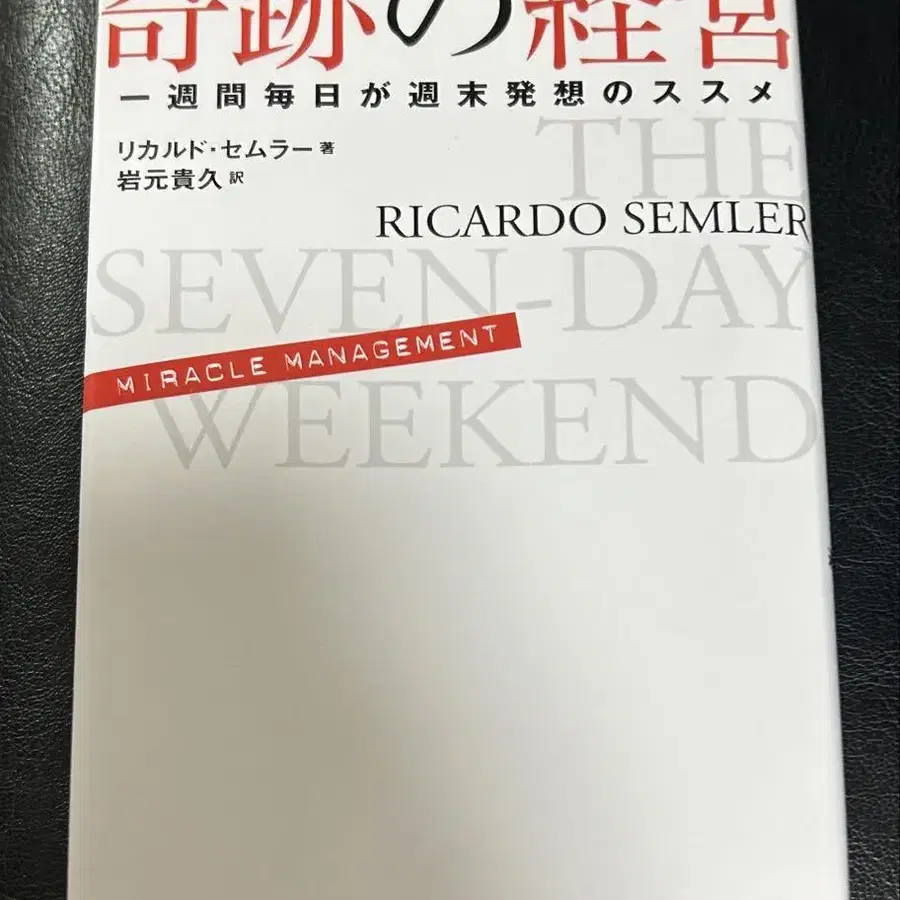 奇跡の経営
一週間毎日が週末発想のススメ
リカルド・セムラー 著
岩元貴久 訳
THE
RICARDO SEMLER
SEVEN-DAY
MIRACLE MANAGEMENT
WEEKEND